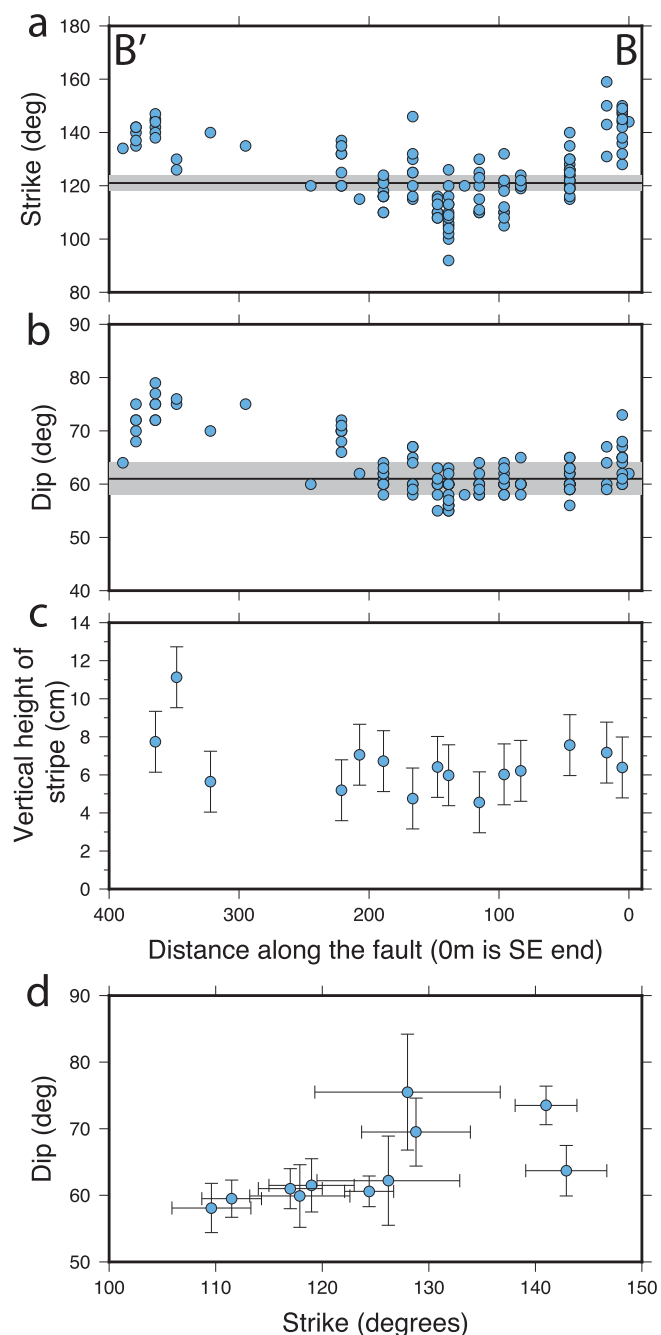 a
B′
B
180
160
140
120
100
80
Strike (deg)
b
90
80
70
60
50
40
Dip (deg)
c
14
12
10
8
6
4
2
0
Vertical height of
stripe (cm)
400 300 200 100 0
Distance along the fault (0m is SE end)
d
90
80
70
60
50
Dip (deg)
100 110 120 130 140 150
Strike (degrees)